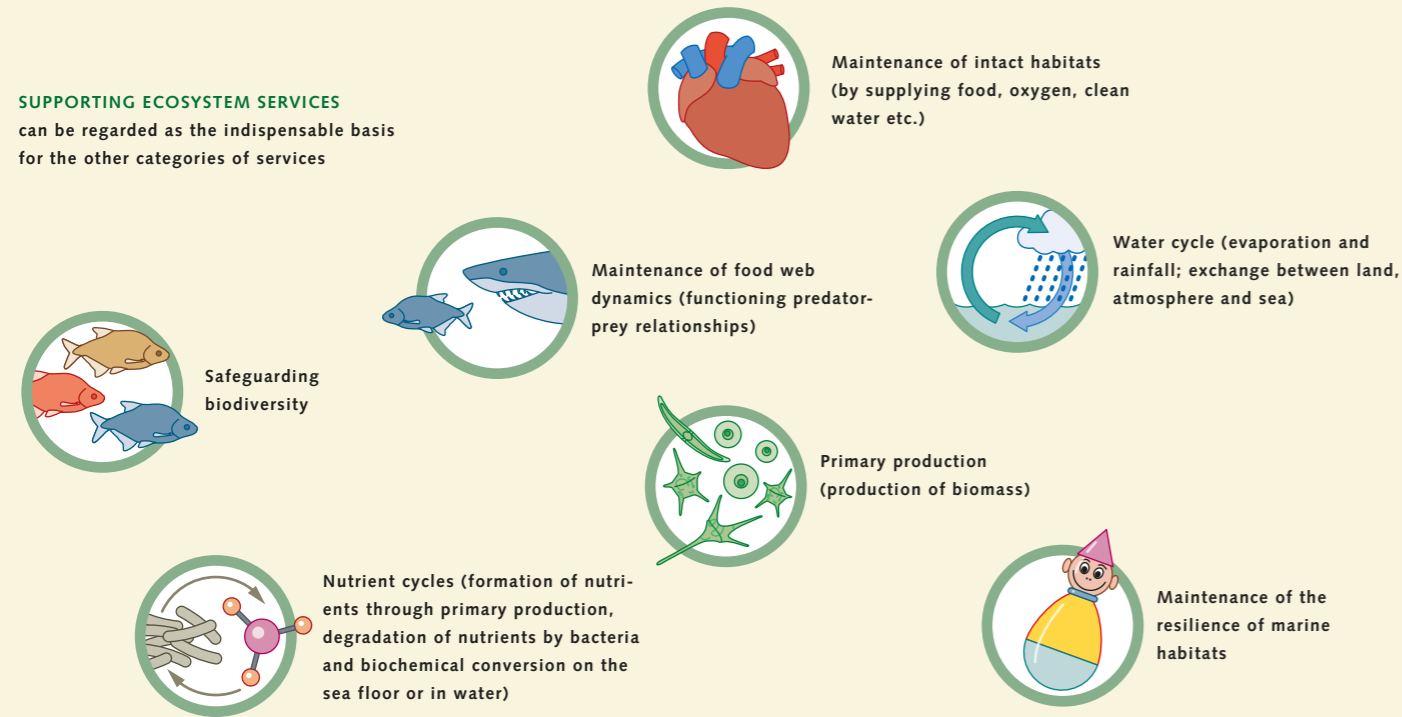 SUPPORTING ECOSYSTEM SERVICES
can be regarded as the indispensable basis
for the other categories of services
Maintenance of intact habitats
(by supplying food, oxygen, clean
water etc.)
Maintenance of food web
dynamics (functioning predator-
prey relationships)
Water cycle (evaporation and
rainfall; exchange between land,
atmosphere and sea)
Safeguarding
biodiversity
Primary production
(production of biomass)
Nutrient cycles (formation of nutri-
ents through primary production,
degradation of nutrients by bacteria
and biochemical conversion on the
sea floor or in water)
Maintenance of the
resilience of marine
habitats